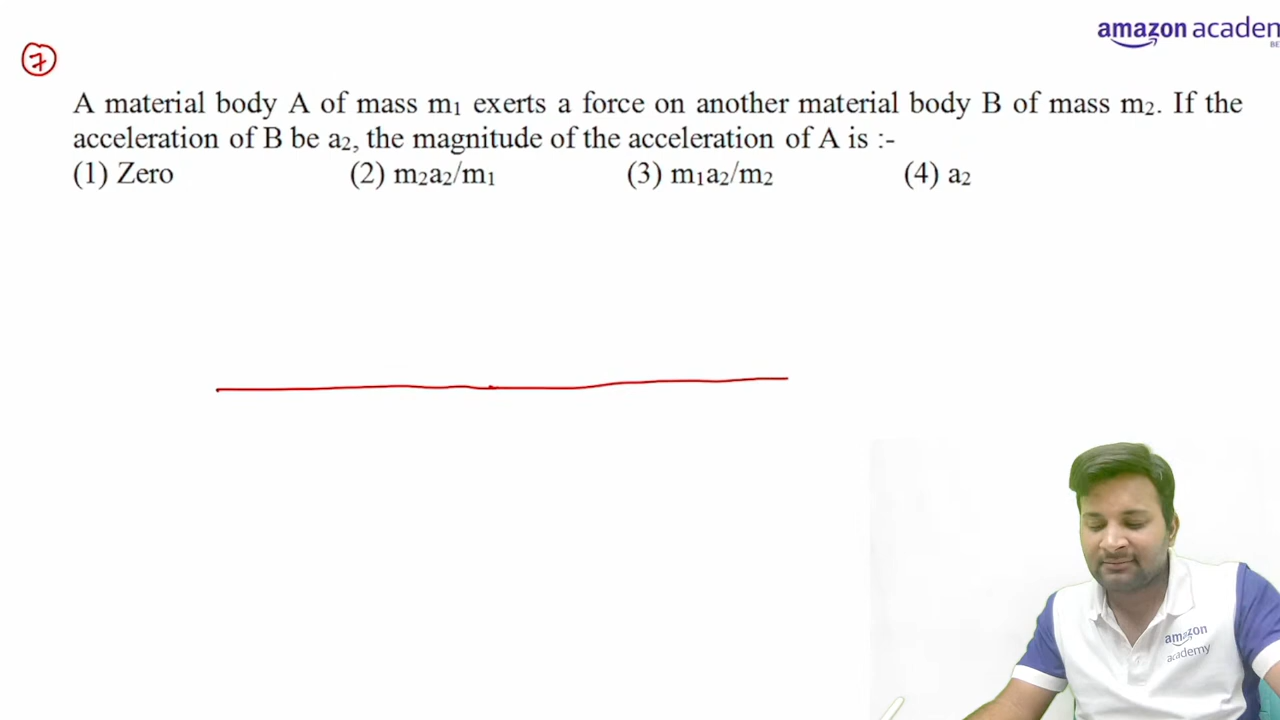 amazon academ
BE
7
A material body A of mass m₁ exerts a force on another material body B of mass m₂. If the
acceleration of B be a₂, the magnitude of the acceleration of A is :-
(1) Zero (2) m₂a₂/m₁ (3) m₁a₂/m₂ (4) a₂
amazon
academy